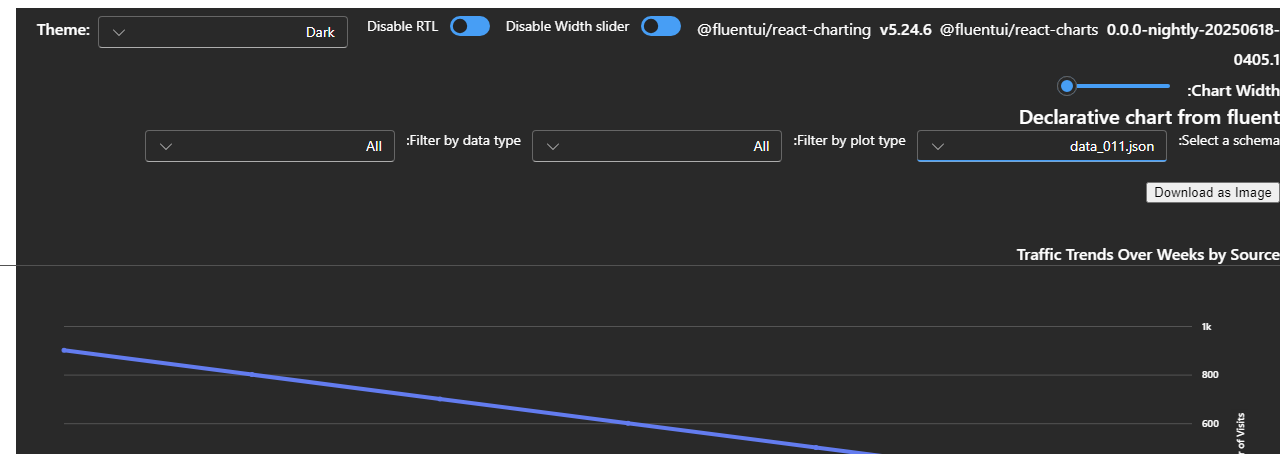 Theme:
Dark
Disable RTL
Disable Width slider
@fluentui/react-charting v5.24.6 @fluentui/react-charts 0.0.0-nightly-20250618-
0405.1
:Chart Width
Declarative chart from fluent
:Select a schema
data_011.json
:Filter by plot type
All
:Filter by data type
All
Download as Image
Traffic Trends Over Weeks by Source
1k
800
600
of Visits